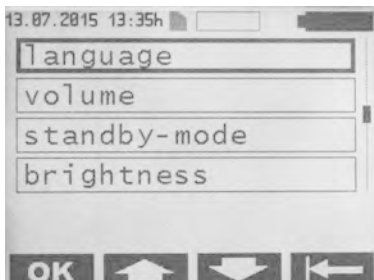 13.07.2015 13:35h
language
volume
standby-mode
brightness
OK